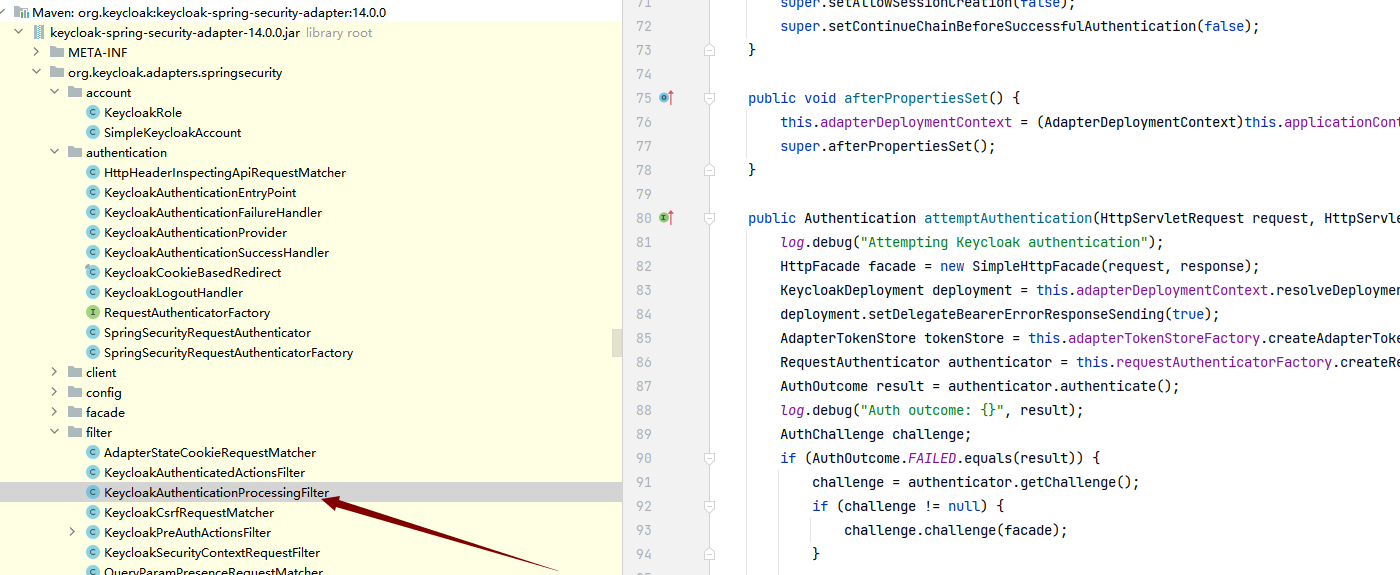 Maven: org.keycloak:keycloak-spring-security-adapter:14.0.0
keycloak-spring-security-adapter-14.0.0.jar library root
META-INF
org.keycloak.adapters.springsecurity
account
KeycloakRole
SimpleKeycloakAccount
authentication
HttpHeaderInspectingApiRequestMatcher
KeycloakAuthenticationEntryPoint
KeycloakAuthenticationFailureHandler
KeycloakAuthenticationProvider
KeycloakAuthenticationSuccessHandler
KeycloakCookieBasedRedirect
KeycloakLogoutHandler
RequestAuthenticatorFactory
SpringSecurityRequestAuthenticator
SpringSecurityRequestAuthenticatorFactory
client
config
facade
filter
AdapterStateCookieRequestMatcher
KeycloakAuthenticatedActionsFilter
KeycloakAuthenticationProcessingFilter
KeycloakCsrfRequestMatcher
KeycloakPreAuthActionsFilter
KeycloakSecurityContextRequestFilter
QueryParamPresenceRequestMatcher
71 super.setAllowSessionCreation(false);
72 super.setContinueChainBeforeSuccessfulAuthentication(false);
73 }
74
75 public void afterPropertiesSet() {
76 this.adapterDeploymentContext = (AdapterDeploymentContext)this.applicationCont
77 super.afterPropertiesSet();
78 }
79
80 public Authentication attemptAuthentication(HttpServletRequest request, HttpServle
81 log.debug("Attempting Keycloak authentication");
82 HttpFacade facade = new SimpleHttpFacade(request, response);
83 KeycloakDeployment deployment = this.adapterDeploymentContext.resolveDeploymen
84 deployment.setDelegateBearerErrorResponseSending(true);
85 AdapterTokenStore tokenStore = this.adapterTokenStoreFactory.createAdapterToke
86 RequestAuthenticator authenticator = this.requestAuthenticatorFactory.createRe
87 AuthOutcome result = authenticator.authenticate();
88 log.debug("Auth outcome: {}", result);
89 AuthChallenge challenge;
90 if (AuthOutcome.FAILED.equals(result)) {
91 challenge = authenticator.getChallenge();
92 if (challenge != null) {
93 challenge.challenge(facade);
94 }